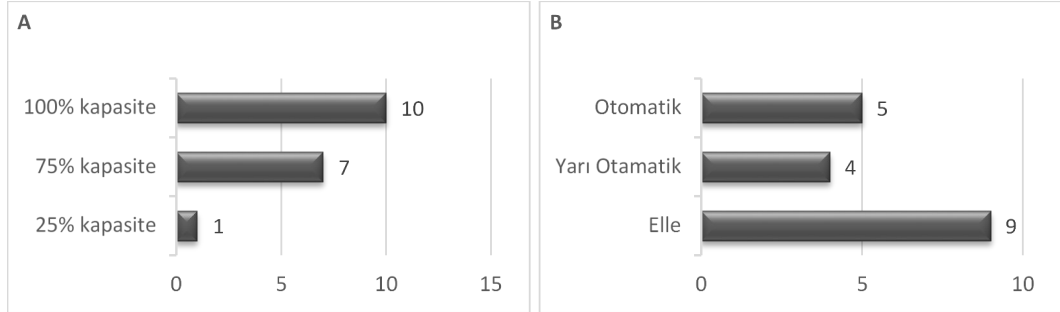 A
100% kapasite 10
75% kapasite 7
25% kapasite 1
0 5 10 15
B
Otomatik 5
Yarı Otamatik 4
Elle 9
0 5 10